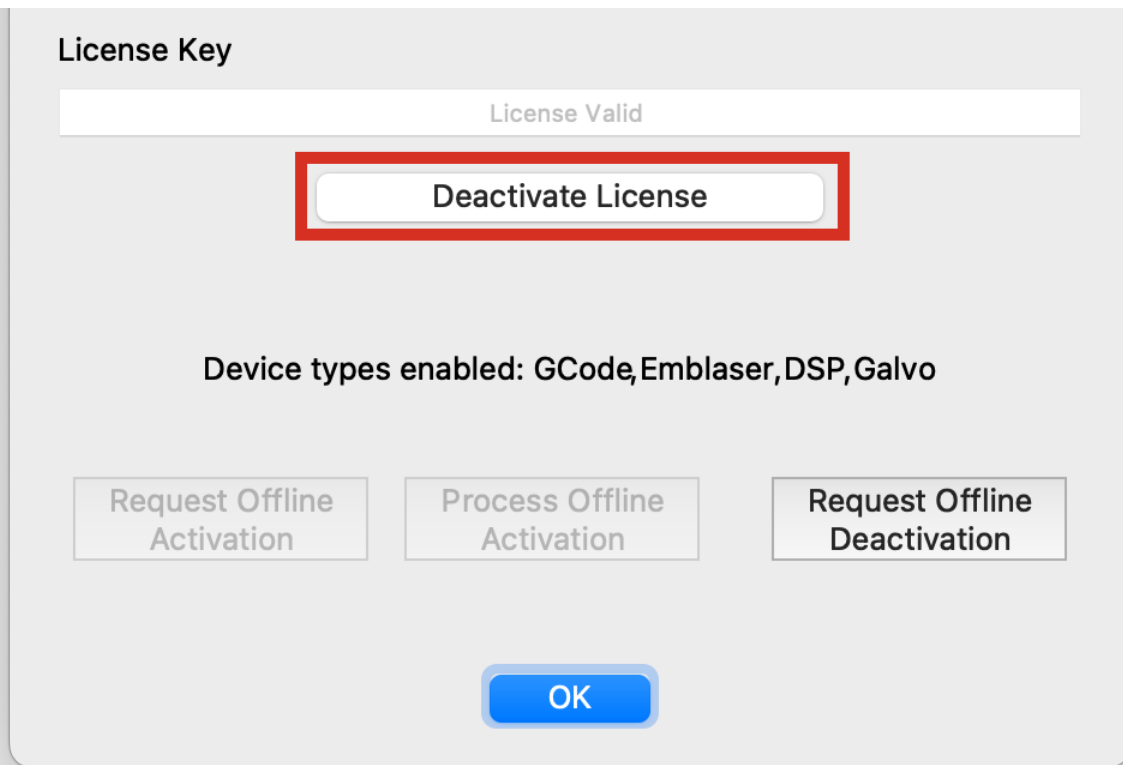 License Key
License Valid
Deactivate License
Device types enabled: GCode,Emblaser,DSP,Galvo
Request Offline
Activation
Process Offline
Activation
Request Offline
Deactivation
OK